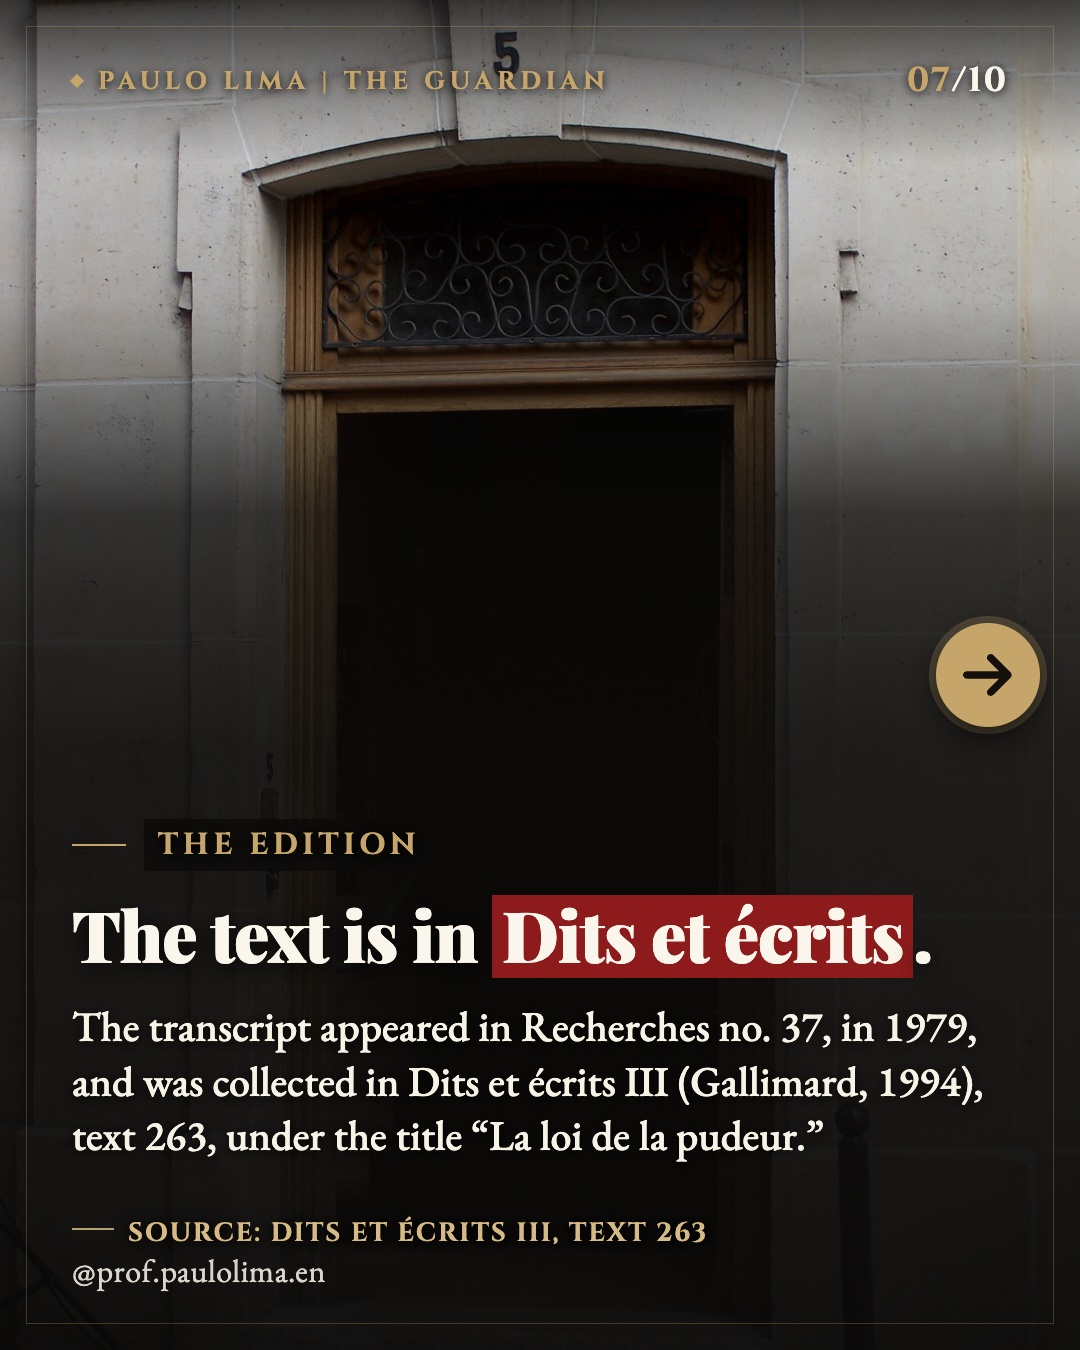 5
◆ PAULO LIMA | THE GUARDIAN
07/10
5
THE EDITION
The text is in Dits et écrits.
The transcript appeared in Recherches no. 37, in 1979,
and was collected in Dits et écrits III (Gallimard, 1994),
text 263, under the title “La loi de la pudeur.”
SOURCE: DITS ET ÉCRITS III, TEXT 263
@prof.paulolima.en